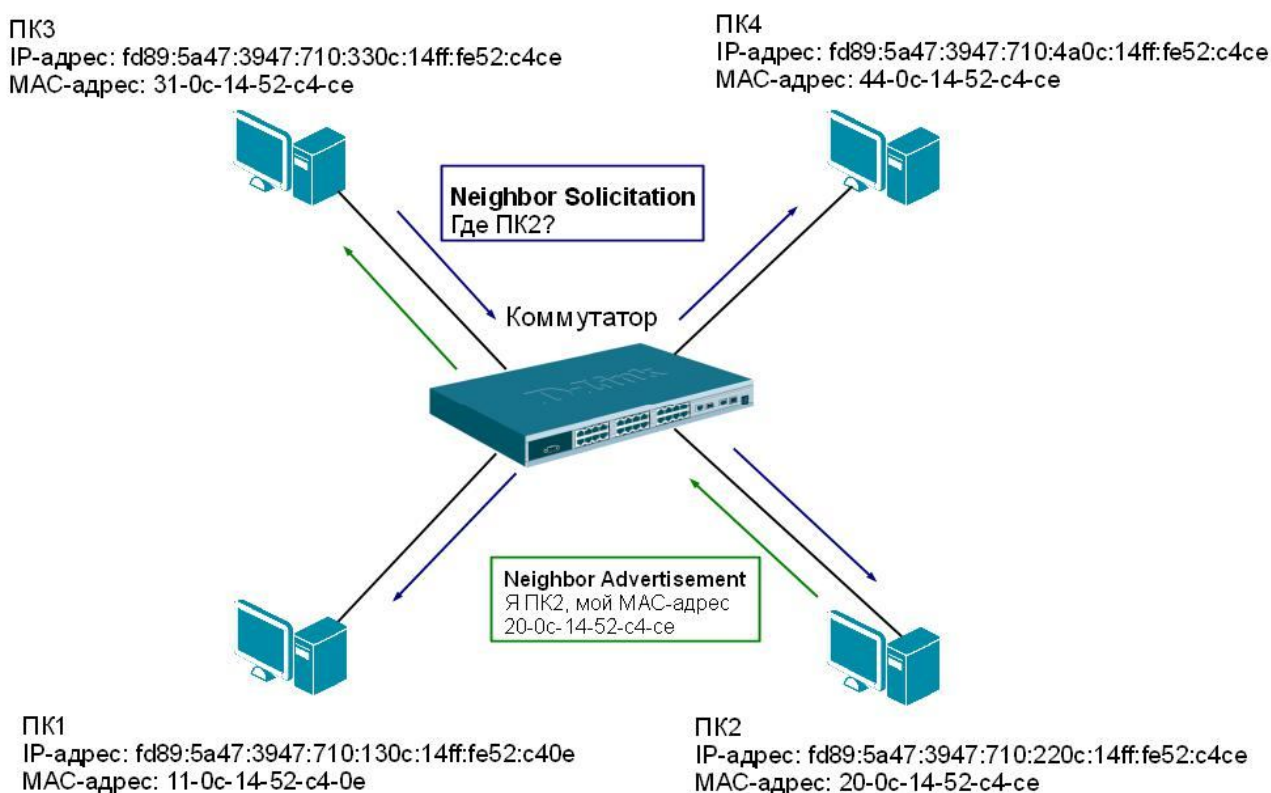 ПК3
IP-адрес: fd89:5a47:3947:710:330c:14ff:fe52:c4ce
MAC-адрес: 31-0c-14-52-c4-ce
ПК4
IP-адрес: fd89:5a47:3947:710:4a0c:14ff:fe52:c4ce
MAC-адрес: 44-0c-14-52-c4-ce
Neighbor Solicitation
Где ПК2?
Коммутатор
D-Link
Neighbor Advertisement
Я ПК2, мой MAC-адрес
20-0c-14-52-c4-ce
ПК1
IP-адрес: fd89:5a47:3947:710:130c:14ff:fe52:c40e
MAC-адрес: 11-0c-14-52-c4-0e
ПК2
IP-адрес: fd89:5a47:3947:710:220c:14ff:fe52:c4ce
MAC-адрес: 20-0c-14-52-c4-ce